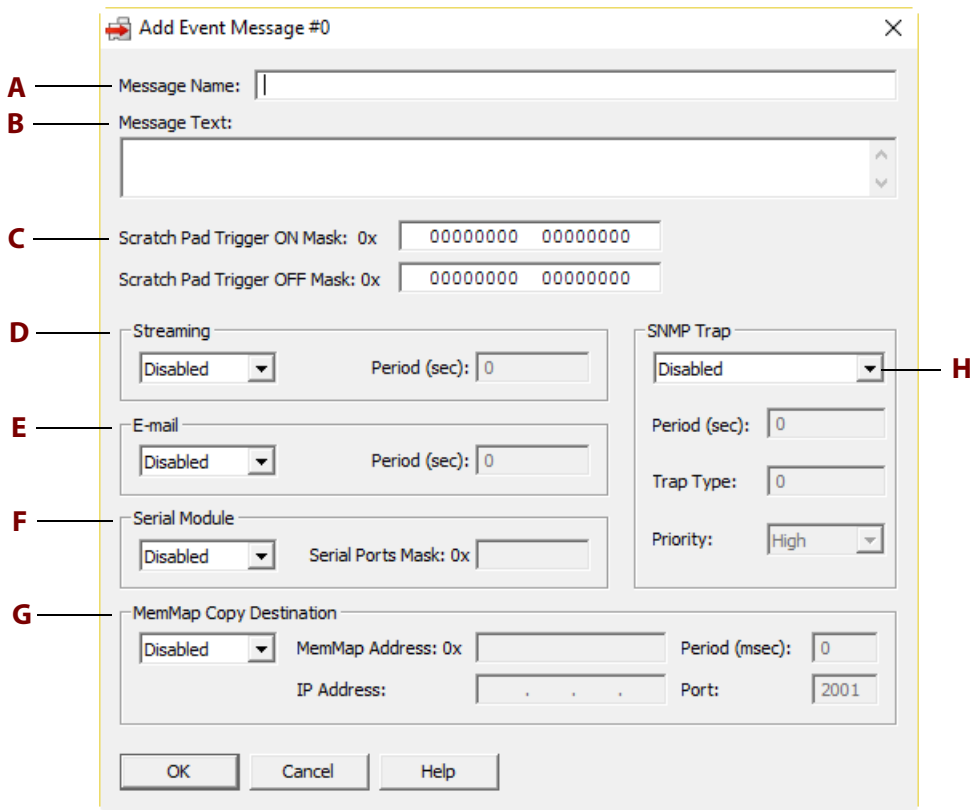 Add Event Message #0
A
Message Name:
B
Message Text:
C
Scratch Pad Trigger ON Mask: 0x 00000000 00000000
Scratch Pad Trigger OFF Mask: 0x 00000000 00000000
D
Streaming
Disabled Period (sec): 0
E
E-mail
Disabled Period (sec): 0
F
Serial Module
Disabled Serial Ports Mask: 0x
SNMP Trap
Disabled
H
Period (sec): 0
Trap Type: 0
Priority: High
G
MemMap Copy Destination
Disabled MemMap Address: 0x Period (msec): 0
IP Address: . . . Port: 2001
OK Cancel Help